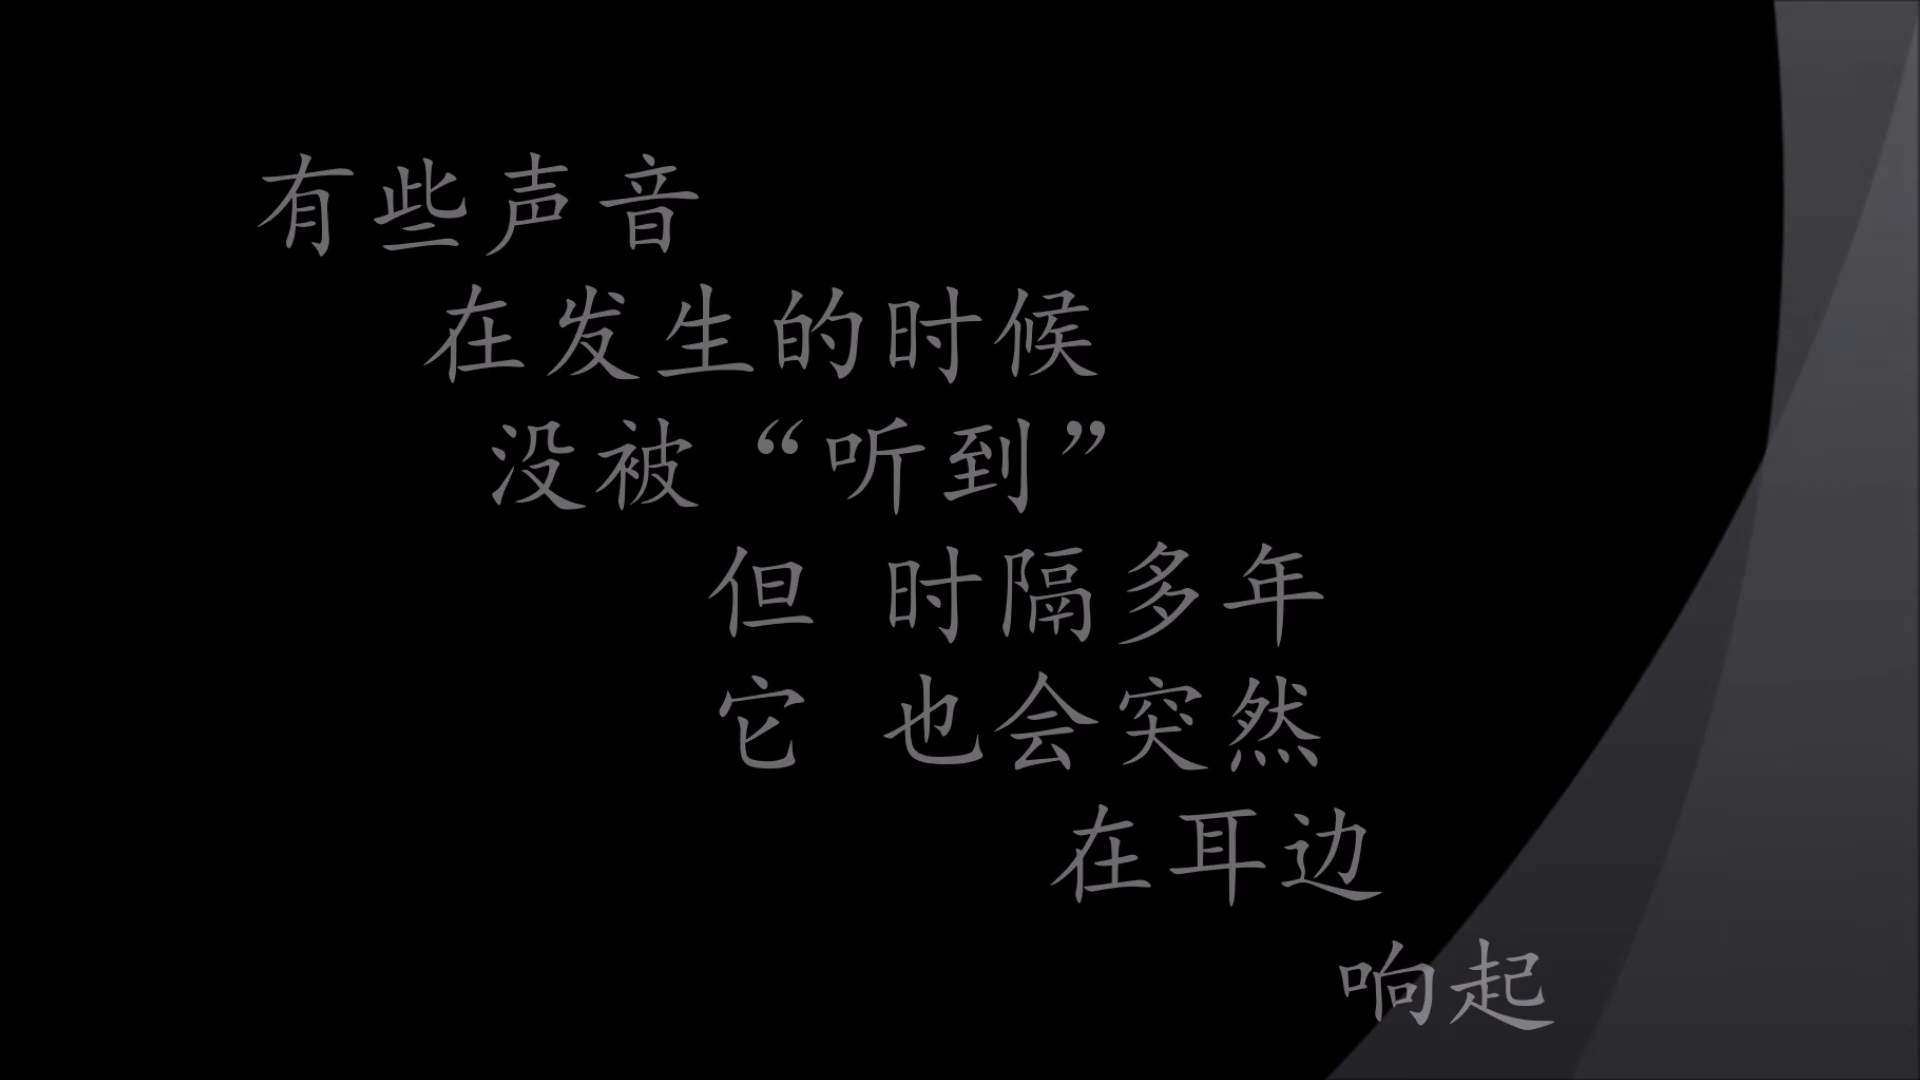 有些声音
在发生的时候
没被“听到”
但 时隔多年
它 也会突然
在耳边
响起